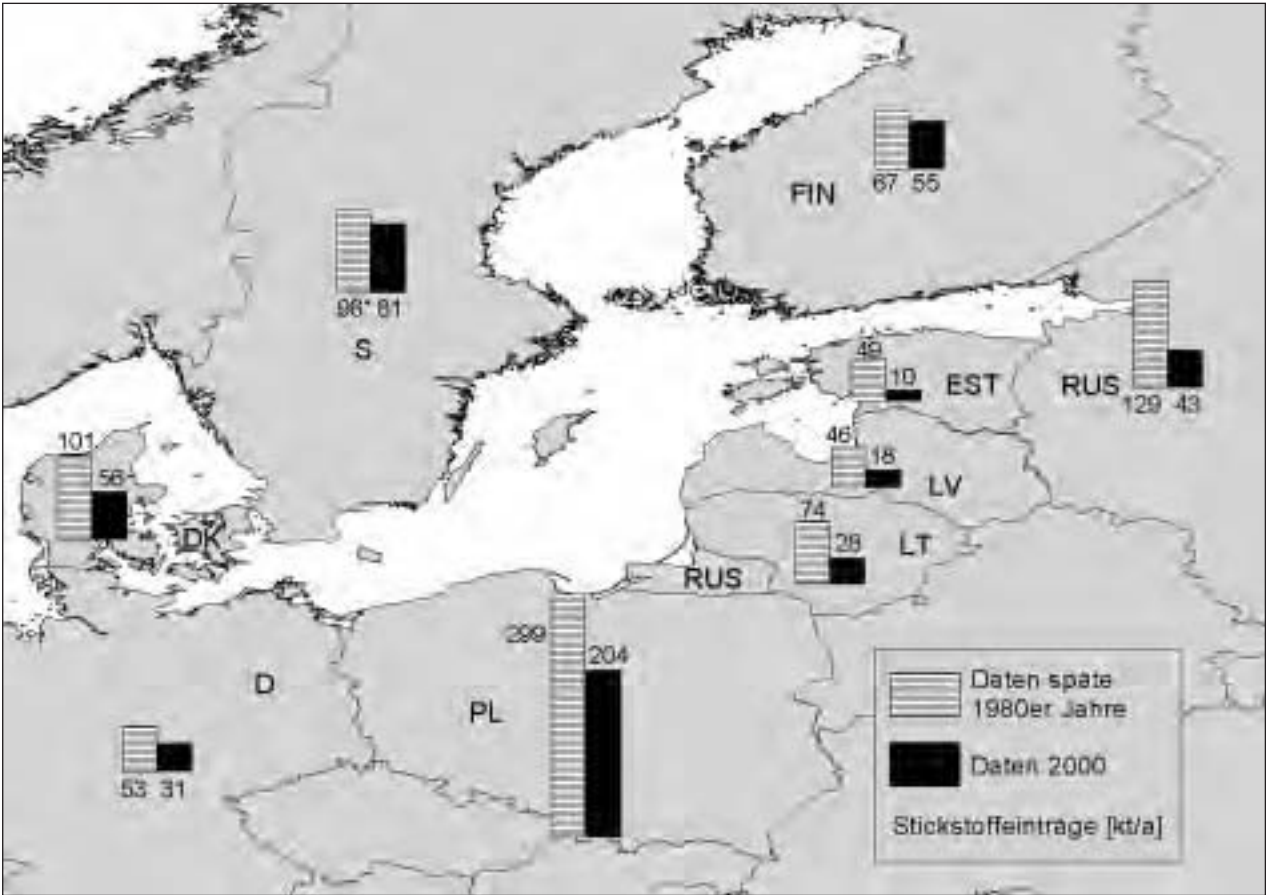 67 55
FIN
96* 81
S
49
10
EST
RUS
129 43
101
56
DK
46
18
LV
74
28
LT
RUS
299
204
D
PL
53 31
Daten späte
1980er Jahre
Daten 2000
Stickstoffeinträge [kt/a]